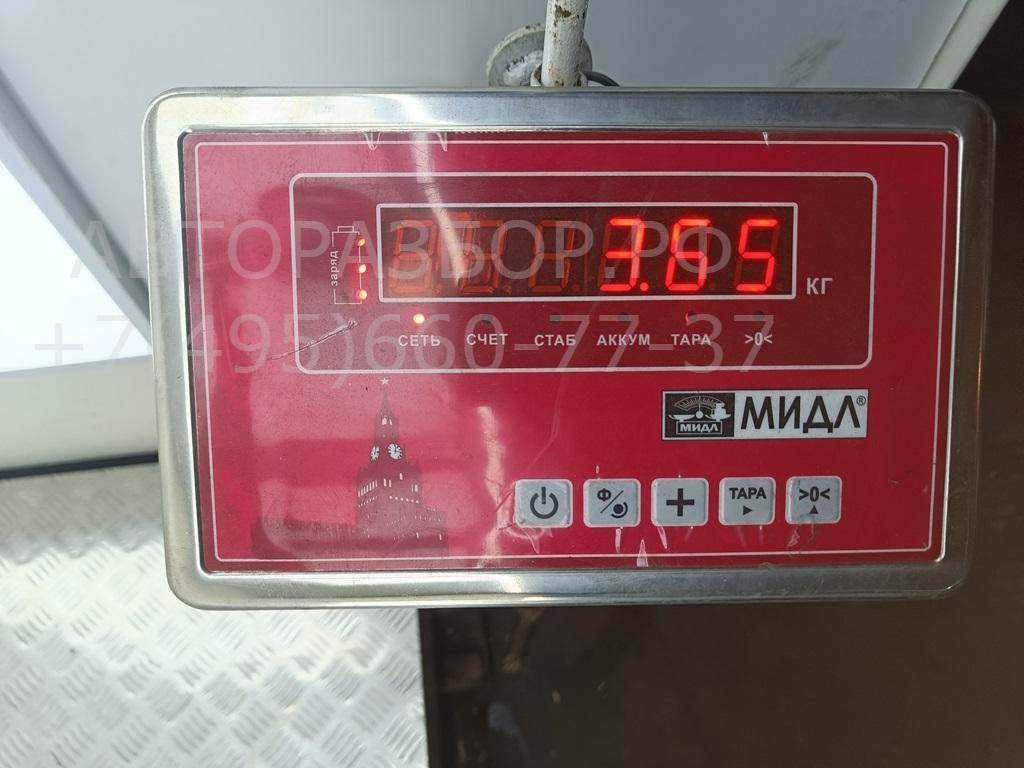 АВТОРАЗБОР.РФ
+7(495)660-77-37
заряд
3.65
КГ
СЕТЬ СЧЕТ СТАБ АККУМ ТАРА >0<
МИДЛ МИДЛ®
Ф ТАРА >0<